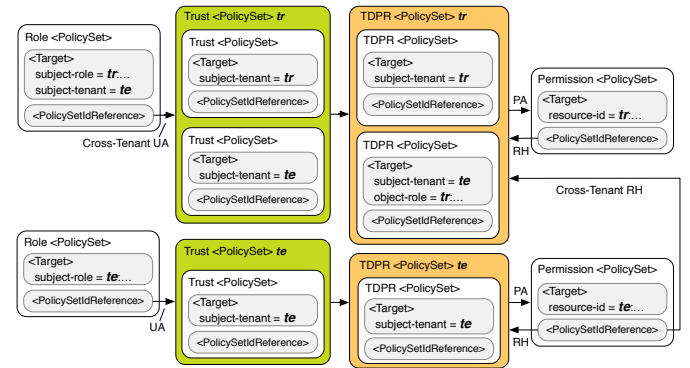 Role <PolicySet>
<Target>
subject-role = tr:...
subject-tenant = te
<PolicySetIdReference>
Cross-Tenant UA
Trust <PolicySet> tr
Trust <PolicySet>
<Target>
subject-tenant = tr
<PolicySetIdReference>
Trust <PolicySet>
<Target>
subject-tenant = te
<PolicySetIdReference>
TDPR <PolicySet> tr
TDPR <PolicySet>
<Target>
subject-tenant = tr
<PolicySetIdReference>
TDPR <PolicySet>
<Target>
subject-tenant = te
object-role = tr:...
<PolicySetIdReference>
PA
RH
Permission <PolicySet>
<Target>
resource-id = tr:...
<PolicySetIdReference>
Cross-Tenant RH
Role <PolicySet>
<Target>
subject-role = te:...
<PolicySetIdReference>
UA
Trust <PolicySet> te
Trust <PolicySet>
<Target>
subject-tenant = te
<PolicySetIdReference>
TDPR <PolicySet> te
TDPR <PolicySet>
<Target>
subject-tenant = te
<PolicySetIdReference>
PA
RH
Permission <PolicySet>
<Target>
resource-id = te:...
<PolicySetIdReference>